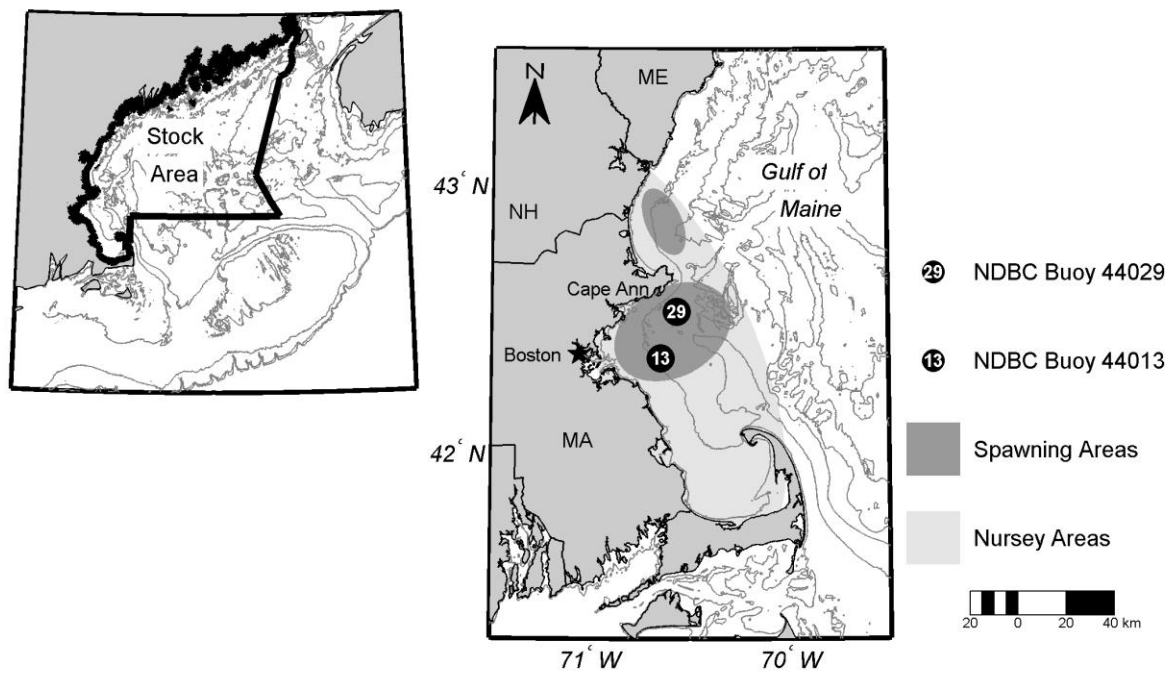 Stock
Area
N
ME
43° N
Gulf of
Maine
NH
Cape Ann
29
Boston
13
MA
42° N
71° W
70° W
29 NDBC Buoy 44029
13 NDBC Buoy 44013
Spawning Areas
Nursey Areas
20 0 20 40 km